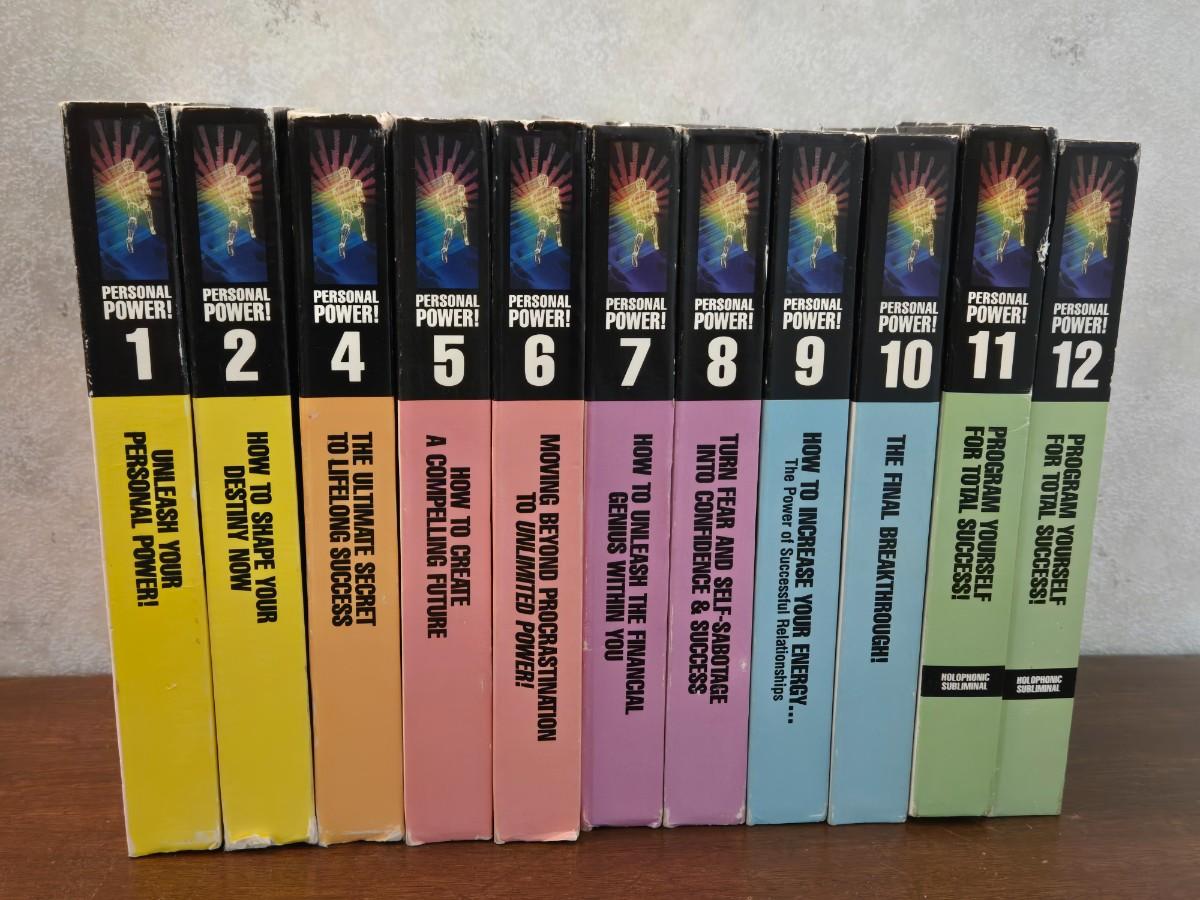 PERSONAL
POWER!
1
UNLEASH YOUR
PERSONAL POWER!
PERSONAL
POWER!
2
HOW TO SHAPE YOUR
DESTINY NOW
PERSONAL
POWER!
4
THE ULTIMATE SECRET
TO LIFELONG SUCCESS
PERSONAL
POWER!
5
HOW TO CREATE
A COMPELLING FUTURE
PERSONAL
POWER!
6
MOVING BEYOND PROCRASTINATION
TO UNLIMITED POWER!
PERSONAL
POWER!
7
HOW TO UNLEASH THE FINANCIAL
GENIUS WITHIN YOU
PERSONAL
POWER!
8
TURN FEAR AND SELF-SABOTAGE
INTO CONFIDENCE & SUCCESS
PERSONAL
POWER!
9
HOW TO INCREASE YOUR ENERGY...
The Power of Successful Relationships
PERSONAL
POWER!
10
THE FINAL BREAKTHROUGH!
PERSONAL
POWER!
11
PROGRAM YOURSELF
FOR TOTAL SUCCESS!
HOLOPHONIC
SUBLIMINAL
PERSONAL
POWER!
12
PROGRAM YOURSELF
FOR TOTAL SUCCESS!
HOLOPHONIC
SUBLIMINAL